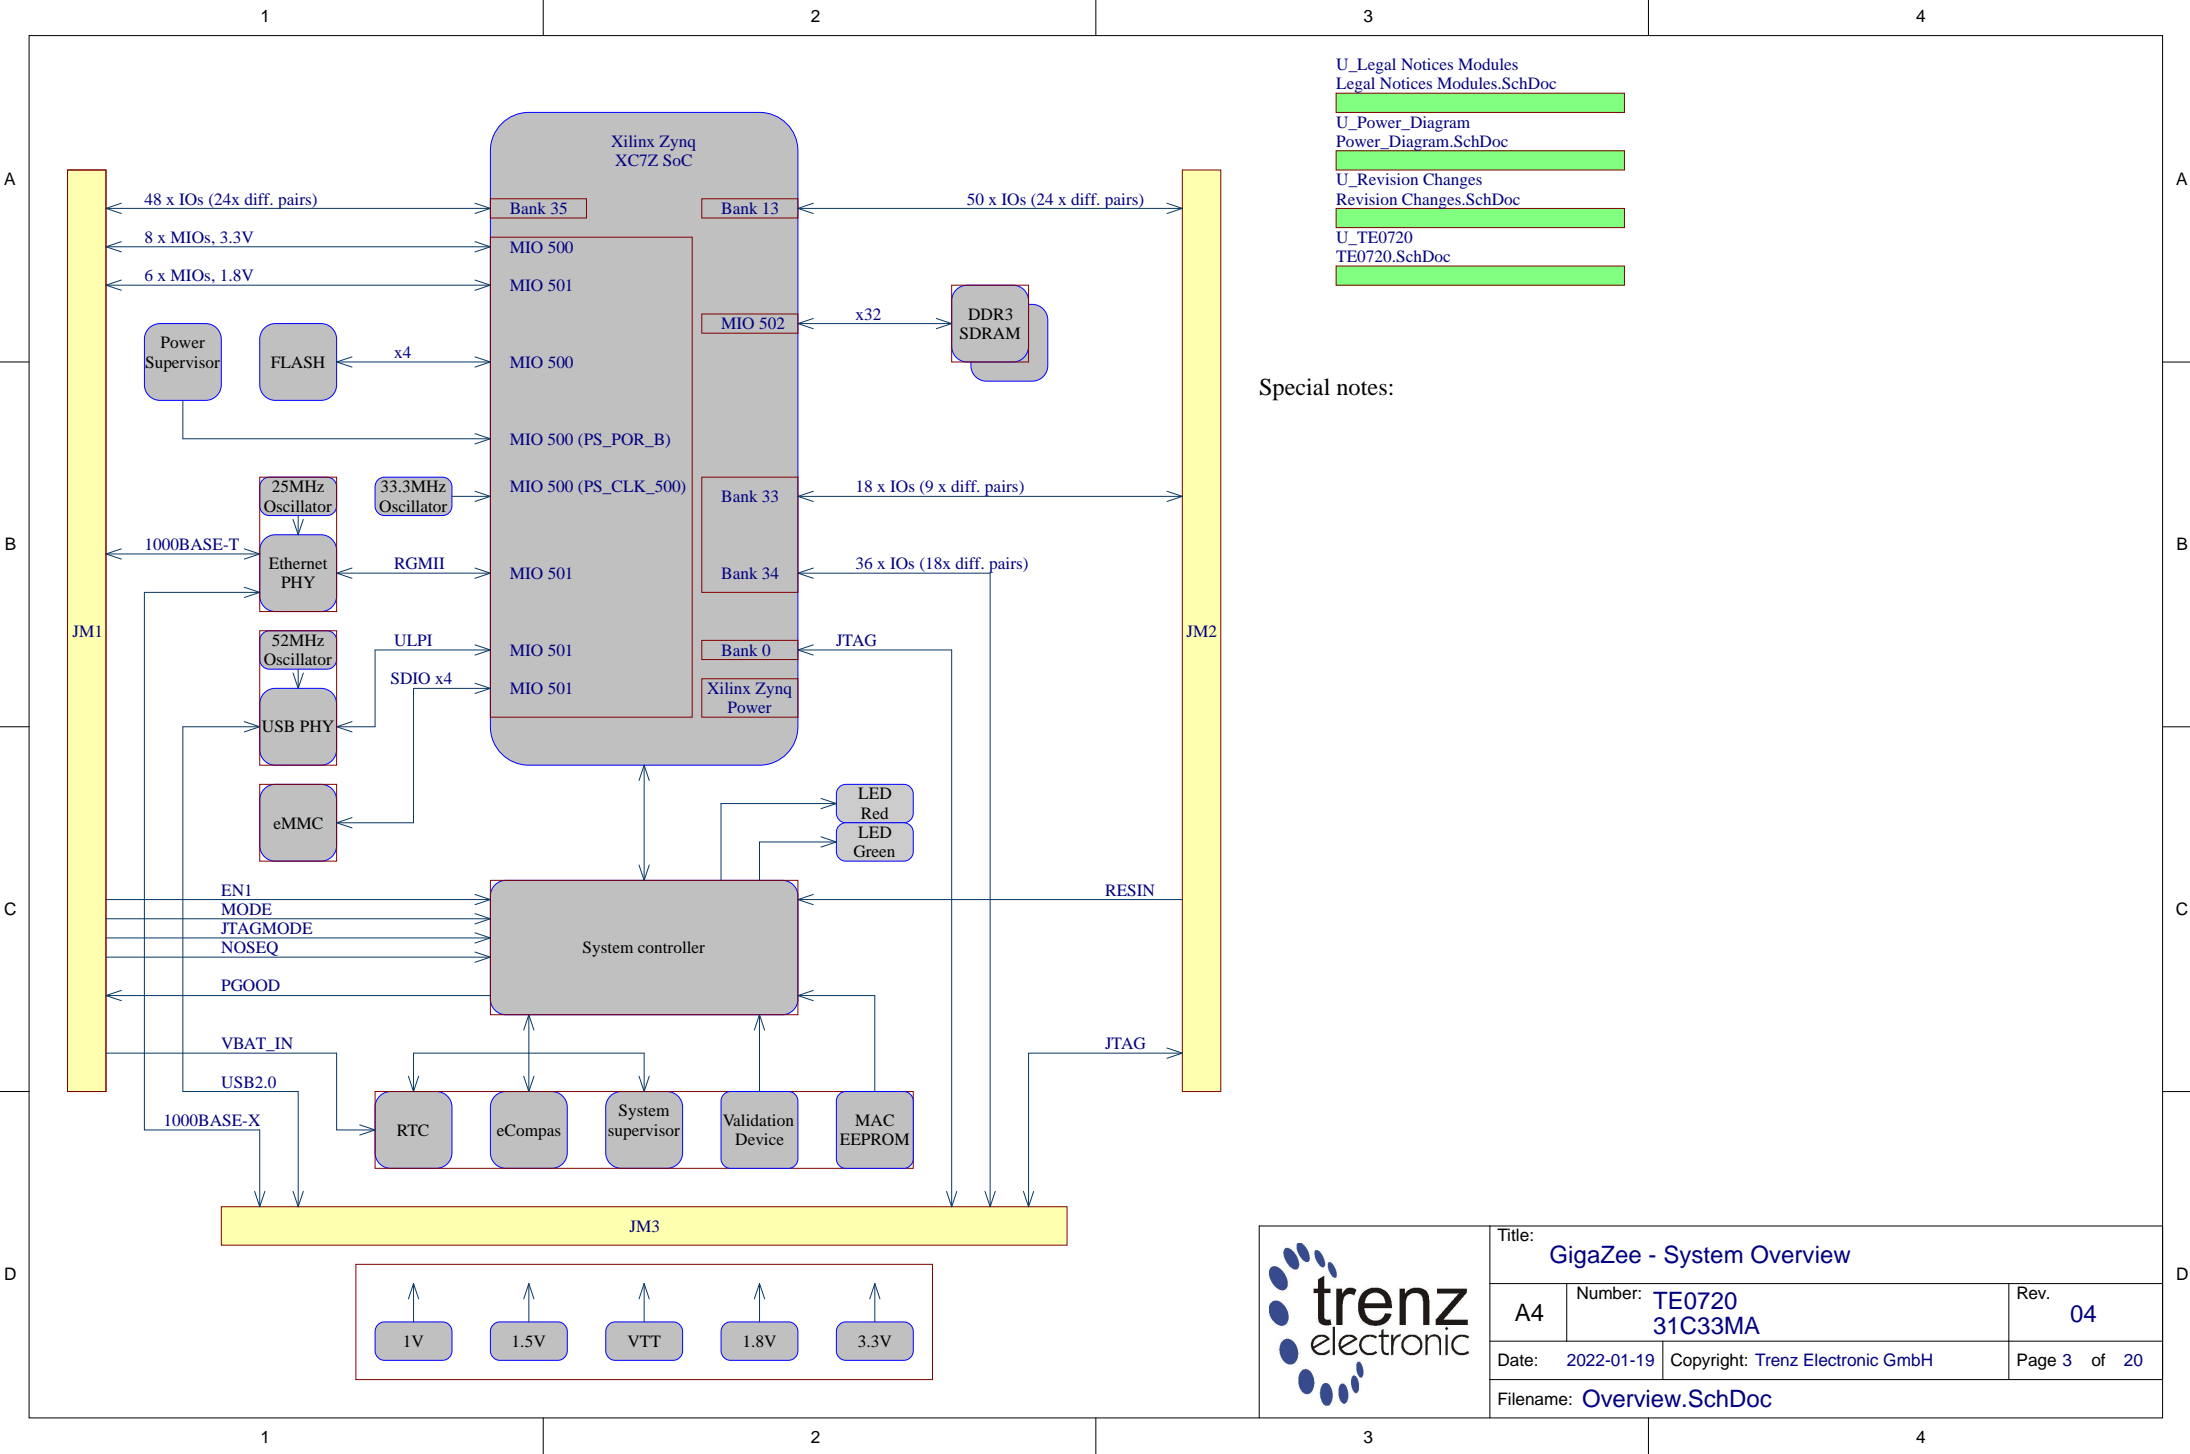 1 2 3 4
U_Legal Notices Modules
Legal Notices Modules.SchDoc
U_Power_Diagram
Power_Diagram.SchDoc
U_Revision Changes
Revision Changes.SchDoc
U_TE0720
TE0720.SchDoc
Special notes:
A
A
B
B
C
C
D
D
Xilinx Zynq
XC7Z SoC
48 x IOs (24x diff. pairs)
Bank 35
Bank 13
50 x IOs (24 x diff. pairs)
8 x MIOs, 3.3V
MIO 500
6 x MIOs, 1.8V
MIO 501
MIO 502
x32
DDR3
SDRAM
Power
Supervisor
FLASH
x4
MIO 500
MIO 500 (PS_POR_B)
25MHz
Oscillator
33.3MHz
Oscillator
MIO 500 (PS_CLK_500)
Bank 33
18 x IOs (9 x diff. pairs)
1000BASE-T
Ethernet
PHY
RGMII
MIO 501
Bank 34
36 x IOs (18x diff. pairs)
JM1
JM2
52MHz
Oscillator
ULPI
MIO 501
Bank 0
JTAG
SDIO x4
MIO 501
Xilinx Zynq
Power
USB PHY
eMMC
LED
Red
LED
Green
EN1
MODE
JTAGMODE
NOSEQ
PGOOD
System controller
RESIN
VBAT_IN
JTAG
USB2.0
1000BASE-X
RTC
eCompas
System
supervisor
Validation
Device
MAC
EEPROM
JM3
1V
1.5V
VTT
1.8V
3.3V
trenz
electronic
Title:
GigaZee - System Overview
A4
Number: TE0720
31C33MA
Rev.
04
Date: 2022-01-19
Copyright: Trenz Electronic GmbH
Page 3 of 20
Filename: Overview.SchDoc
1 2 3 4